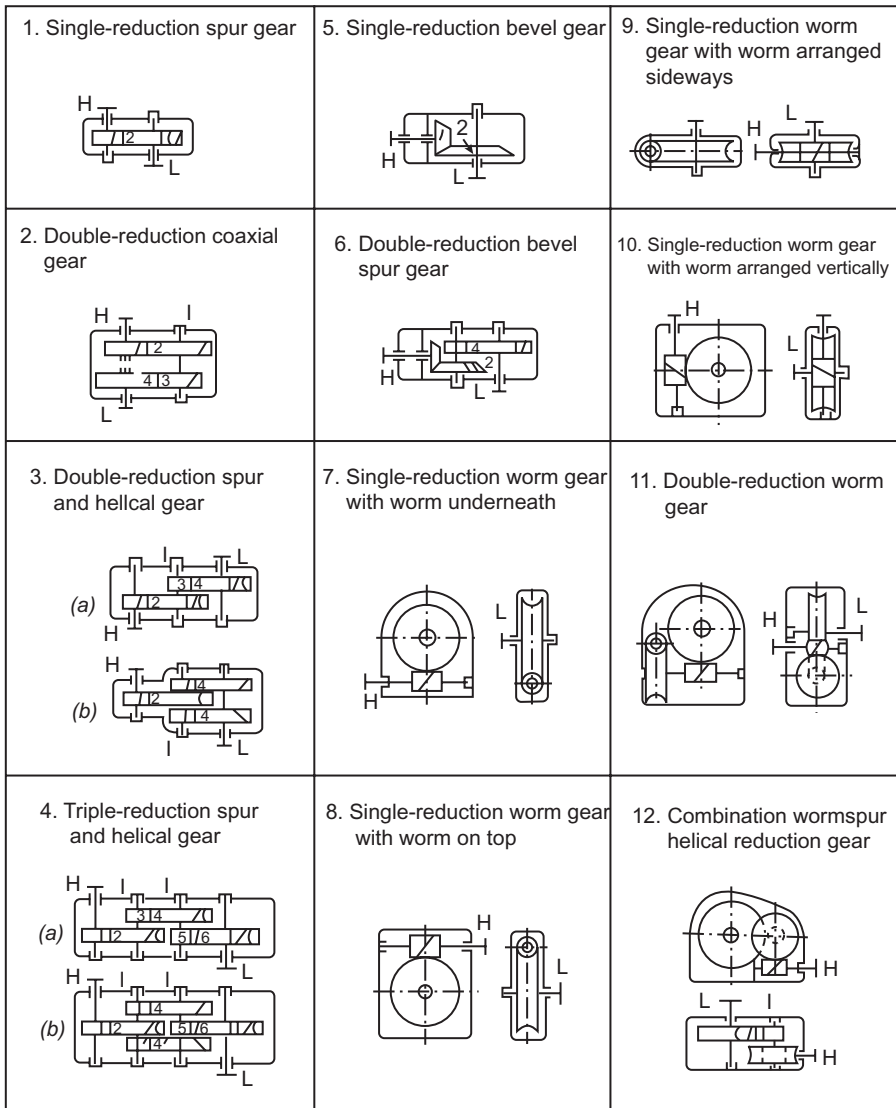 1. Single-reduction spur gear
H
2
L
2. Double-reduction coaxial
gear
H
I
2
4 3
L
3. Double-reduction spur
and hellcal gear
(a)
I
L
3 4
2
H
(b)
H
4
2
4
I
L
4. Triple-reduction spur
and helical gear
(a)
H
I
I
3 4
2
5 6
L
(b)
H
I
I
4
2
5 6
4
L
5. Single-reduction bevel gear
2
H
L
6. Double-reduction bevel
spur gear
4
2
H
L
7. Single-reduction worm gear
with worm underneath
L
H
8. Single-reduction worm gear
with worm on top
H
L
9. Single-reduction worm
gear with worm arranged
sideways
L
H
10. Single-reduction worm gear
with worm arranged vertically
H
L
11. Double-reduction worm
gear
H
L
12. Combination wormspur
helical reduction gear
H
L
I
H